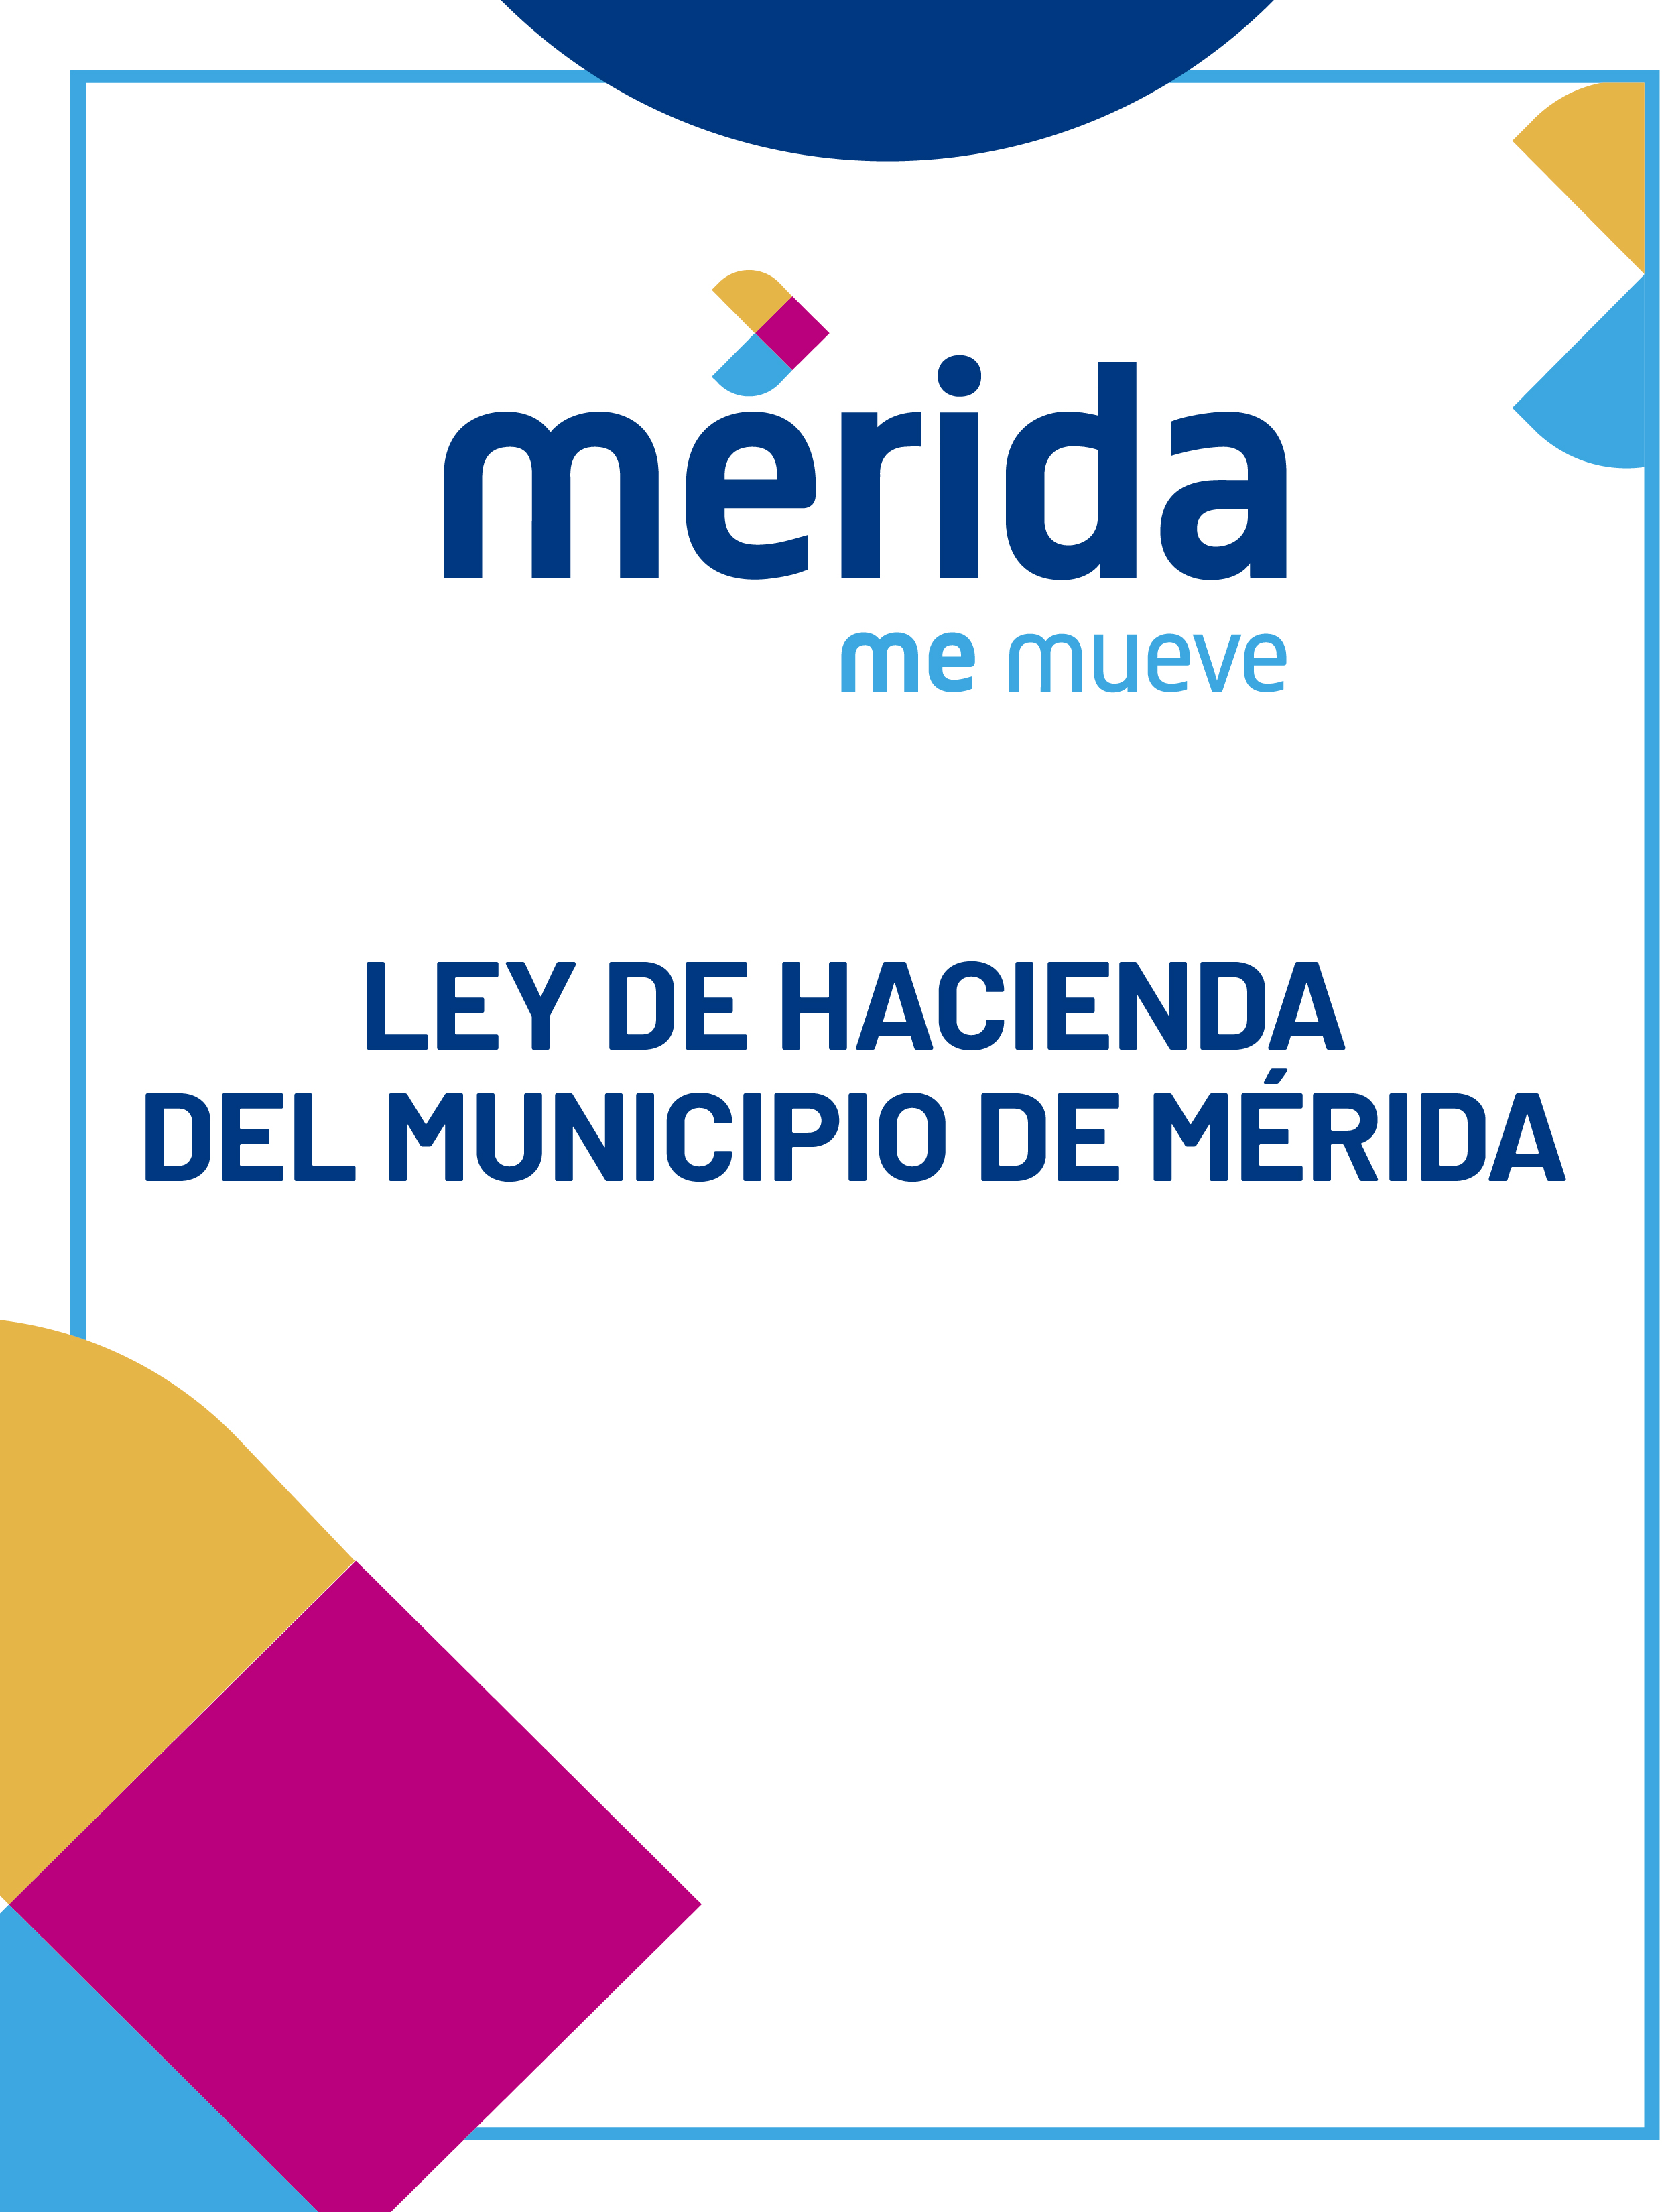 mérida
me mueve
LEY DE HACIENDA
DEL MUNICIPIO DE MÉRIDA